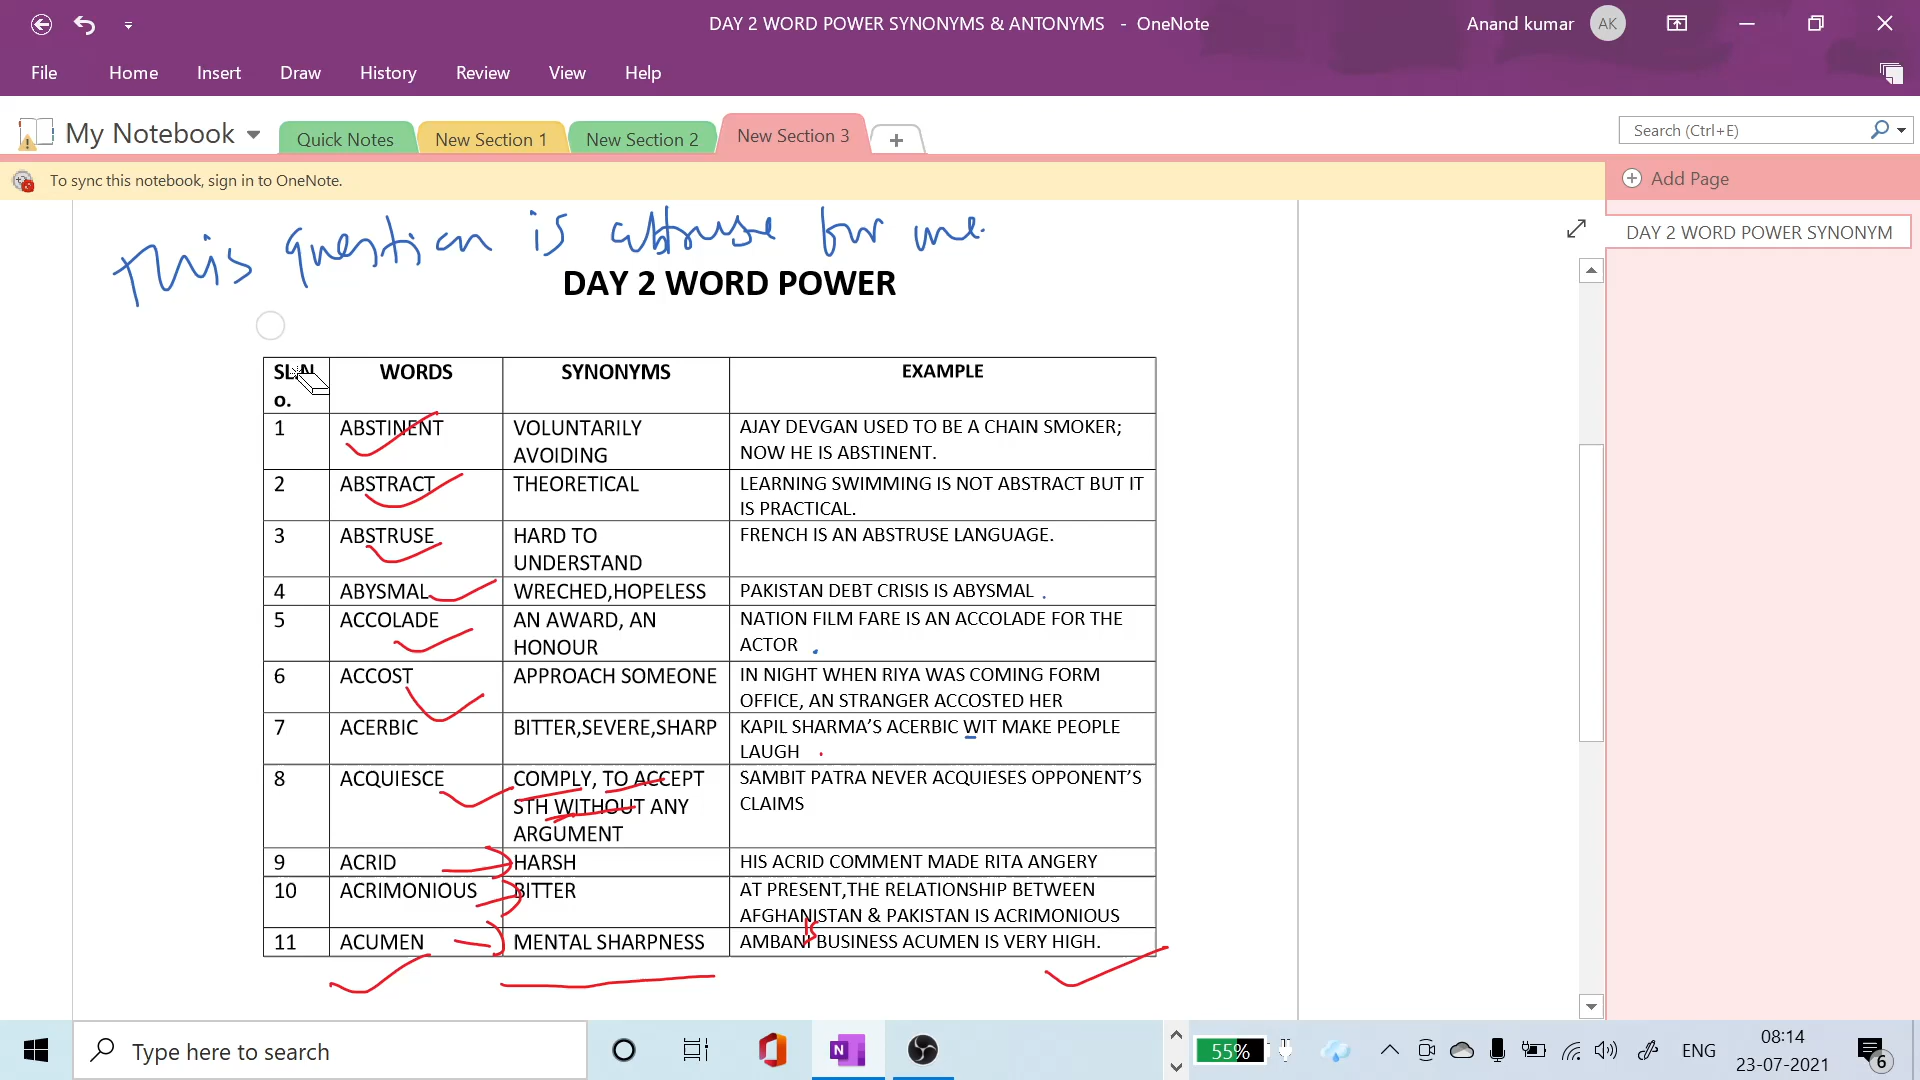 DAY 2 WORD POWER SYNONYMS & ANTONYMS - OneNote
Anand kumar AK
File Home Insert Draw History Review View Help
My Notebook Quick Notes New Section 1 New Section 2 New Section 3 +
Search (Ctrl+E)
To sync this notebook, sign in to OneNote.
Add Page
DAY 2 WORD POWER SYNONYM
This question is abtruse for me.
DAY 2 WORD POWER
SL.N
o.
WORDS SYNONYMS EXAMPLE
1 ABSTINENT VOLUNTARILY AJAY DEVGAN USED TO BE A CHAIN SMOKER;
AVOIDING NOW HE IS ABSTINENT.
2 ABSTRACT THEORETICAL LEARNING SWIMMING IS NOT ABSTRACT BUT IT
IS PRACTICAL.
3 ABSTRUSE HARD TO FRENCH IS AN ABSTRUSE LANGUAGE.
UNDERSTAND
4 ABYSMAL WRECHED,HOPELESS PAKISTAN DEBT CRISIS IS ABYSMAL .
5 ACCOLADE AN AWARD, AN NATION FILM FARE IS AN ACCOLADE FOR THE
HONOUR ACTOR .
6 ACCOST APPROACH SOMEONE IN NIGHT WHEN RIYA WAS COMING FORM
OFFICE, AN STRANGER ACCOSTED HER
7 ACERBIC BITTER,SEVERE,SHARP KAPIL SHARMA'S ACERBIC WIT MAKE PEOPLE
LAUGH .
8 ACQUIESCE COMPLY, TO ACCEPT SAMBIT PATRA NEVER ACQUIESES OPPONENT'S
STH WITHOUT ANY CLAIMS
ARGUMENT
9 ACRID HARSH HIS ACRID COMMENT MADE RITA ANGERY
10 ACRIMONIOUS BITTER AT PRESENT,THE RELATIONSHIP BETWEEN
AFGHANISTAN & PAKISTAN IS ACRIMONIOUS
11 ACUMEN MENTAL SHARPNESS AMBANI'S BUSINESS ACUMEN IS VERY HIGH.
Type here to search
55%
ENG
08:14
23-07-2021
6